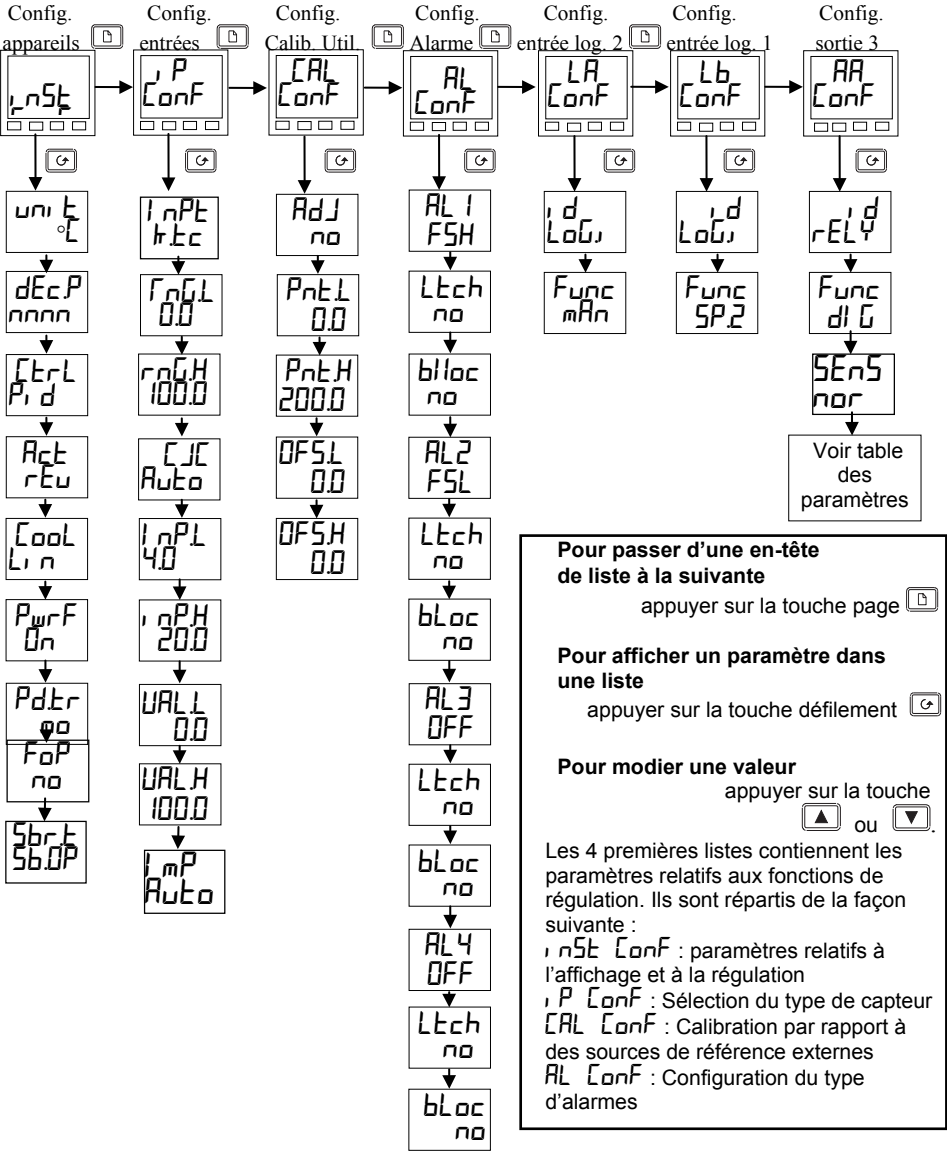 Config. appareils
Config. entrées
Config. Calib. Util.
Config. Alarme
Config. entrée log. 2
Config. entrée log. 1
Config. sortie 3
inSt
iP
ConF
CAL
ConF
AL
ConF
LA
ConF
Lb
ConF
AA
ConF
unit
°C
dEc.P
nnnn
CtrL
Pid
Act
rEv
CooL
Lin
PwrF
On
Pd.tr
no
FoP
no
Sbr.t
Sb.OP
InPt
k.tc
rnG.L
0.0
rnG.H
100.0
CJC
Auto
InP.L
4.0
inP.H
20.0
VAL.L
0.0
VAL.H
100.0
ImP
Auto
AdJ
no
Pnt.L
0.0
Pnt.H
200.0
OFS.L
0.0
OFS.H
0.0
AL 1
FSH
Ltch
no
blloc
no
AL2
FSL
Ltch
no
bLoc
no
AL3
OFF
Ltch
no
bLoc
no
AL4
OFF
Ltch
no
bLoc
no
id
LoG.i
Func
mAn
id
LoG.i
Func
SP.2
id
rELY
Func
diG
SEnS
nor
Voir table
des
paramètres
Pour passer d'une en-tête
de liste à la suivante
appuyer sur la touche page
Pour afficher un paramètre dans
une liste
appuyer sur la touche défilement
Pour modier une valeur
appuyer sur la touche
ou .
Les 4 premières listes contiennent les
paramètres relatifs aux fonctions de
régulation. Ils sont répartis de la façon
suivante :
inSt ConF : paramètres relatifs à
l'affichage et à la régulation
iP ConF : Sélection du type de capteur
CAL ConF : Calibration par rapport à
des sources de référence externes
AL ConF : Configuration du type
d'alarmes